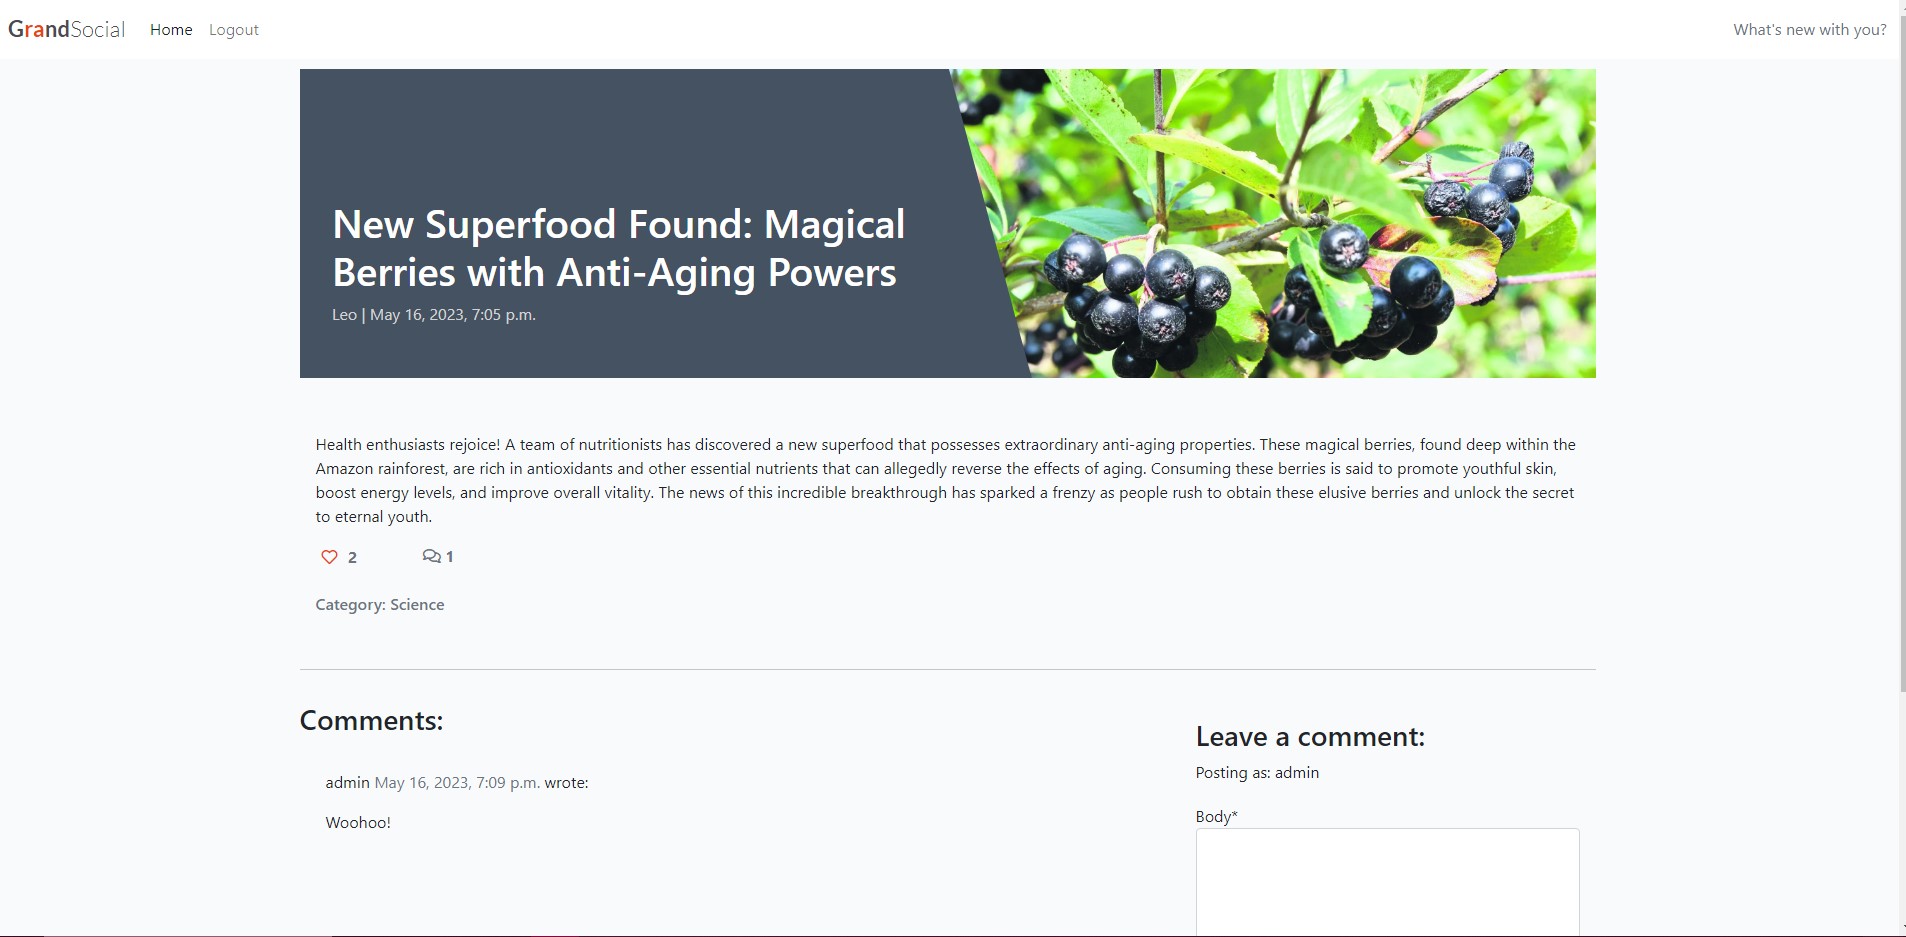 GrandSocial Home Logout What's new with you?
New Superfood Found: Magical
Berries with Anti-Aging Powers
Leo | May 16, 2023, 7:05 p.m.
Health enthusiasts rejoice! A team of nutritionists has discovered a new superfood that possesses extraordinary anti-aging properties. These magical berries, found deep within the
Amazon rainforest, are rich in antioxidants and other essential nutrients that can allegedly reverse the effects of aging. Consuming these berries is said to promote youthful skin,
boost energy levels, and improve overall vitality. The news of this incredible breakthrough has sparked a frenzy as people rush to obtain these elusive berries and unlock the secret
to eternal youth.
2 1
Category: Science
Comments:
admin May 16, 2023, 7:09 p.m. wrote:
Woohoo!
Leave a comment:
Posting as: admin
Body*